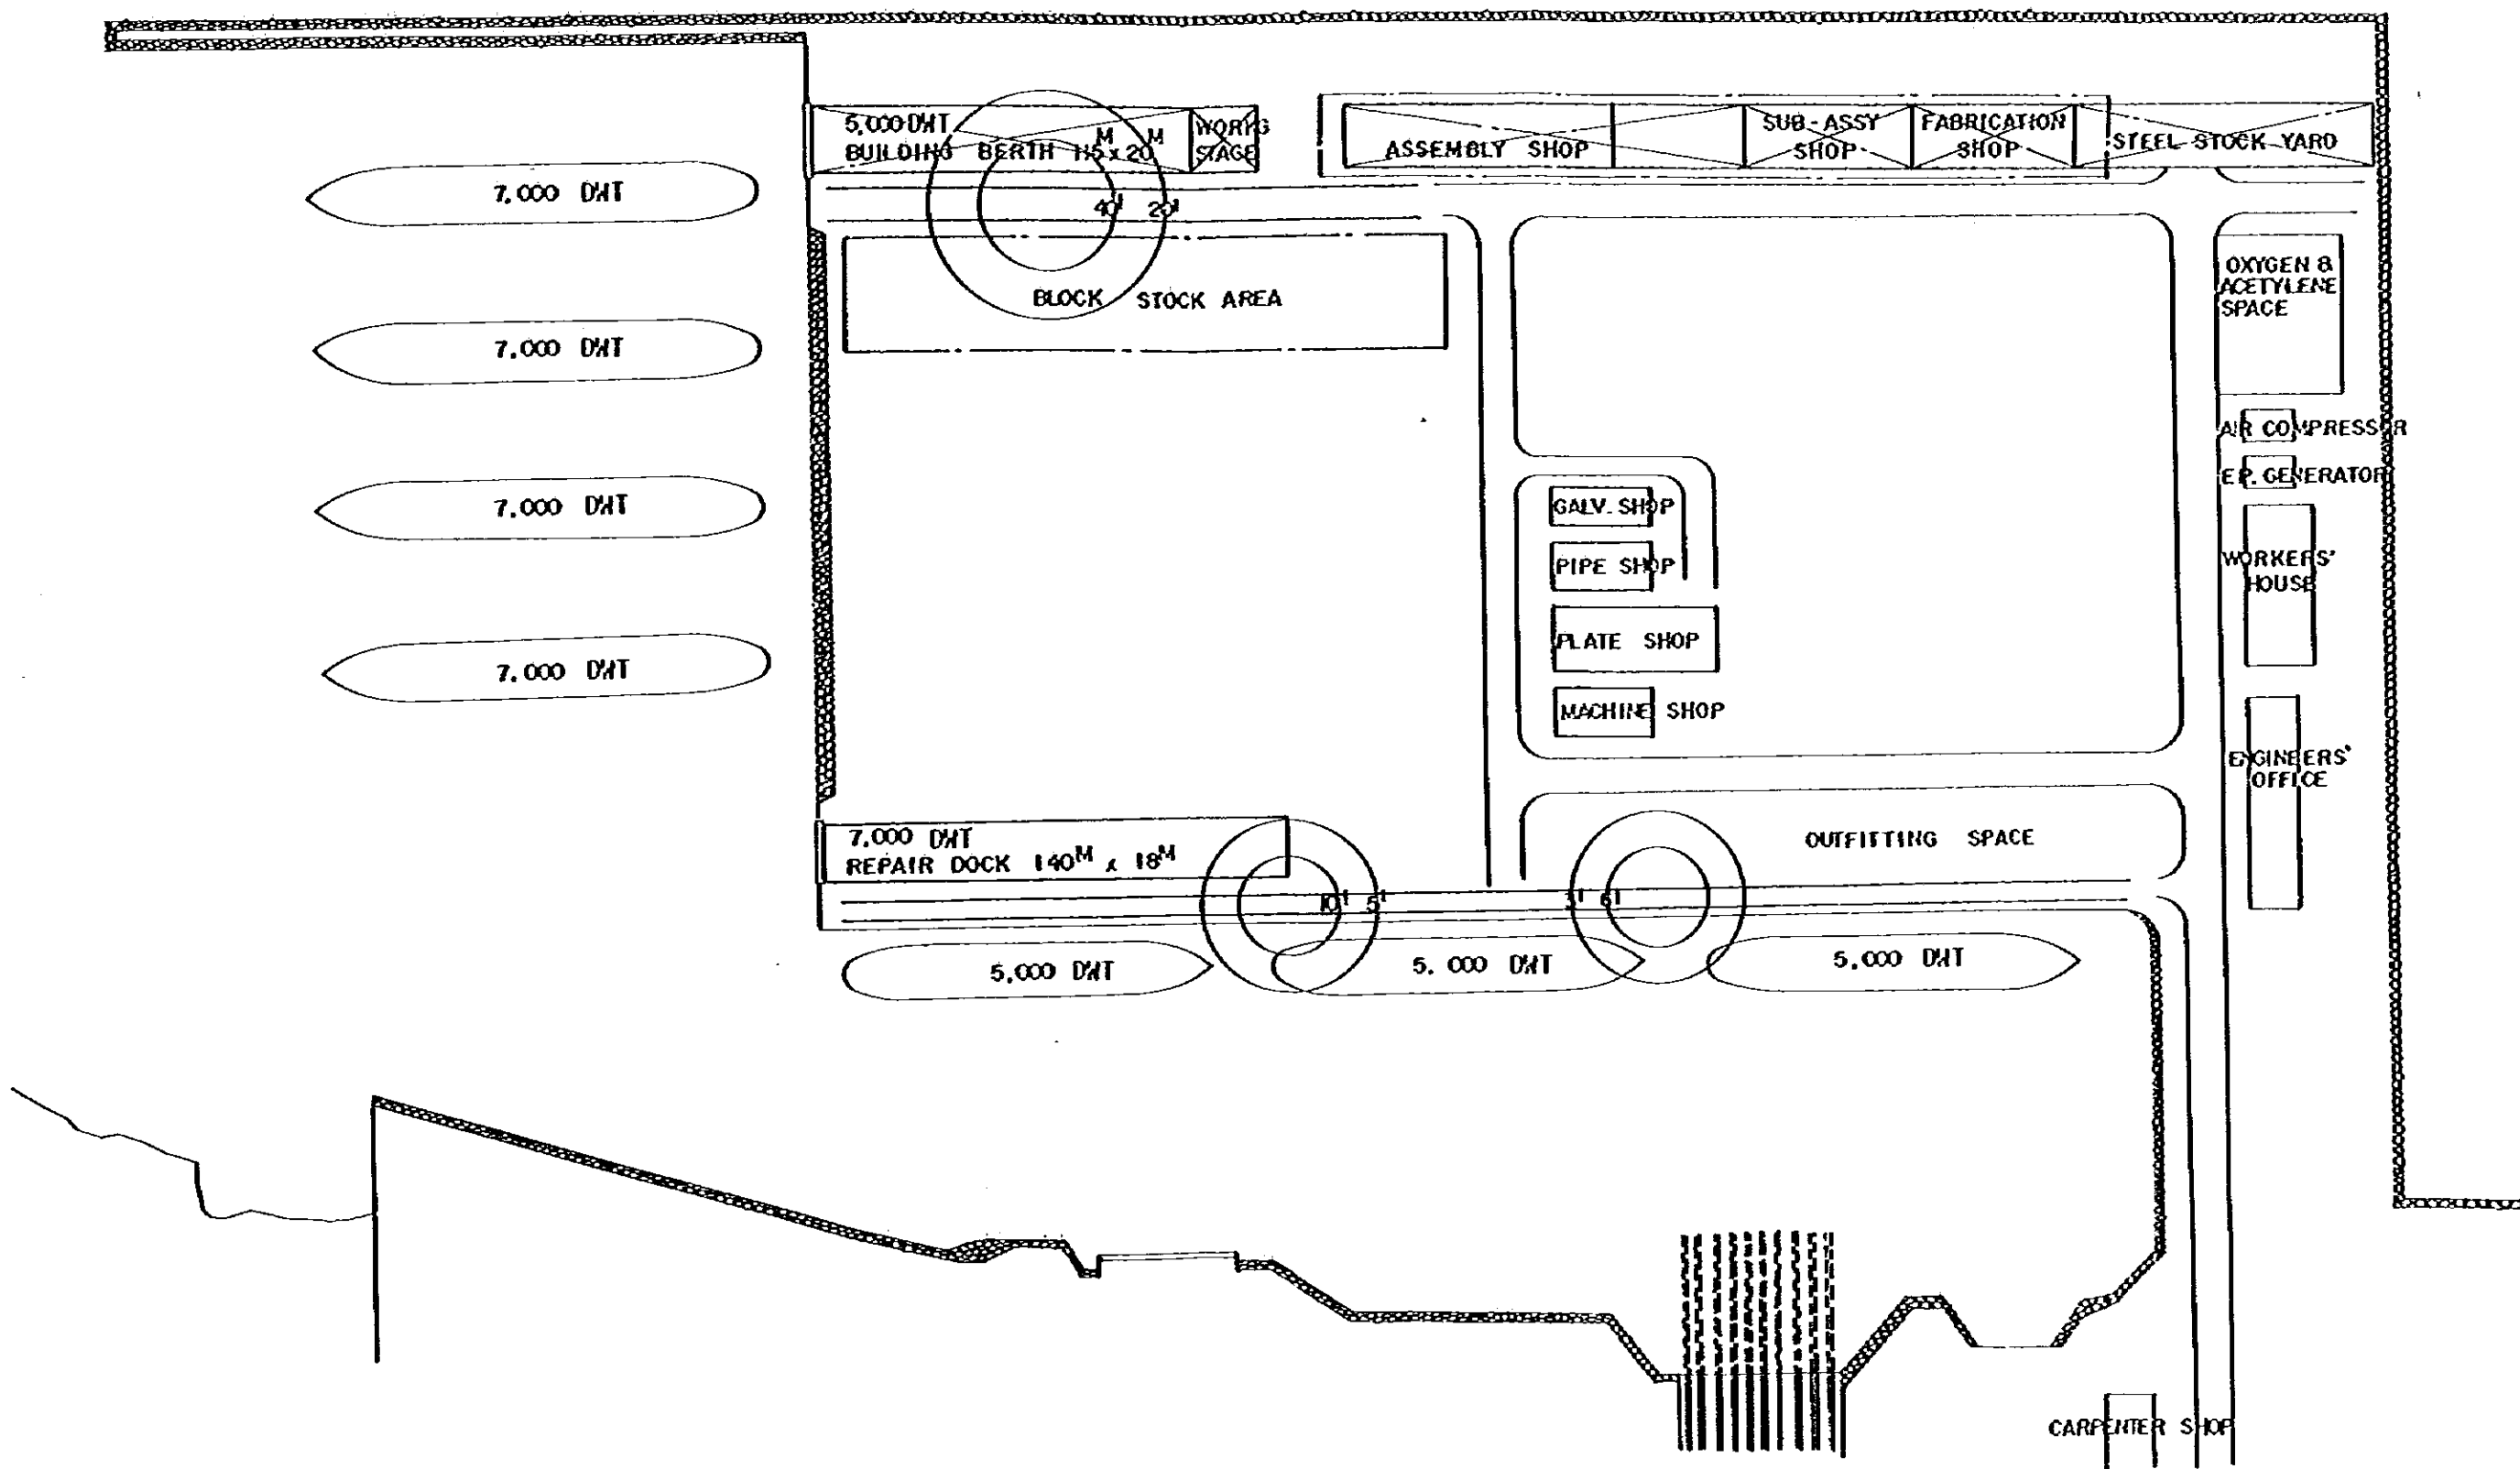 5,000 DWT
BUILDING BERTH 115M x 20M
WORK'G
STAGE
ASSEMBLY SHOP
SUB-ASSY
SHOP
FABRICATION
SHOP
STEEL STOCK YARD
7,000 DWT
40t 20t
BLOCK STOCK AREA
OXYGEN &
ACETYLENE
SPACE
7,000 DWT
AIR COMPRESSOR
E.P. GENERATOR
7,000 DWT
GALV. SHOP
PIPE SHOP
WORKERS'
HOUSE
7,000 DWT
PLATE SHOP
MACHINE SHOP
ENGINEERS'
OFFICE
7,000 DWT
REPAIR DOCK 140M x 18M
OUTFITTING SPACE
10t 5t
3t 6t
5,000 DWT
5,000 DWT
5,000 DWT
CARPENTER SHOP